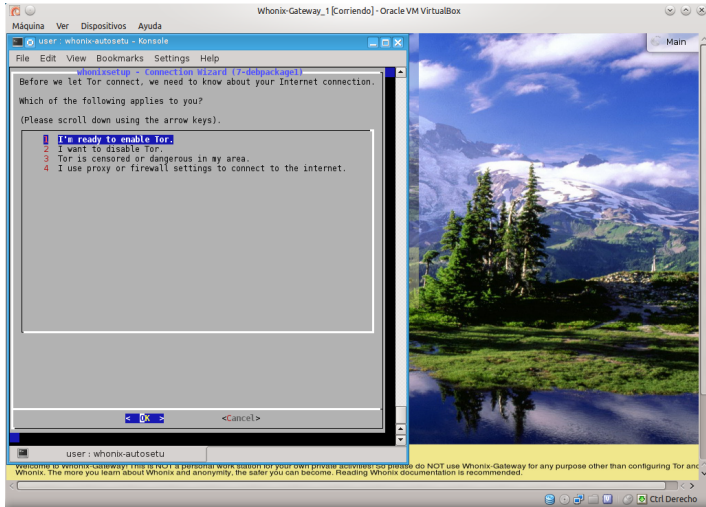 Whonix-Gateway_1 [Corriendo] - Oracle VM VirtualBox
Máquina Ver Dispositivos Ayuda
user : whonix-autosetu - Konsole
Main
File Edit View Bookmarks Settings Help
whonixsetup - Connection Wizard (7-debpackage1)
Before we let Tor connect, we need to know about your Internet connection.
Which of the following applies to you?
(Please scroll down using the arrow keys).
1 I'm ready to enable Tor.
2 I want to disable Tor.
3 Tor is censored or dangerous in my area.
4 I use proxy or firewall settings to connect to the internet.
< OK > <Cancel>
user : whonix-autosetu
Welcome to Whonix-Gateway! This is NOT a personal work station for your own private activities! So please do NOT use Whonix-Gateway for any purpose other than configuring Tor and
Whonix. The more you learn about Whonix and anonymity, the safer you can become. Reading Whonix documentation is recommended.
Ctrl Derecho